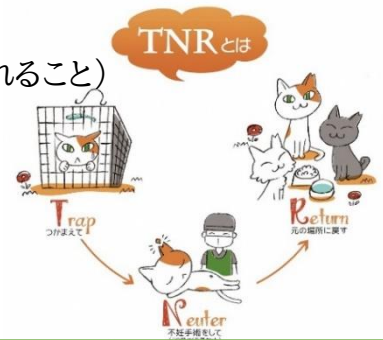 れること)
TNRとは
Trap
つかまえて
Neuter
不妊手術をして
Return
元の場所に戻す